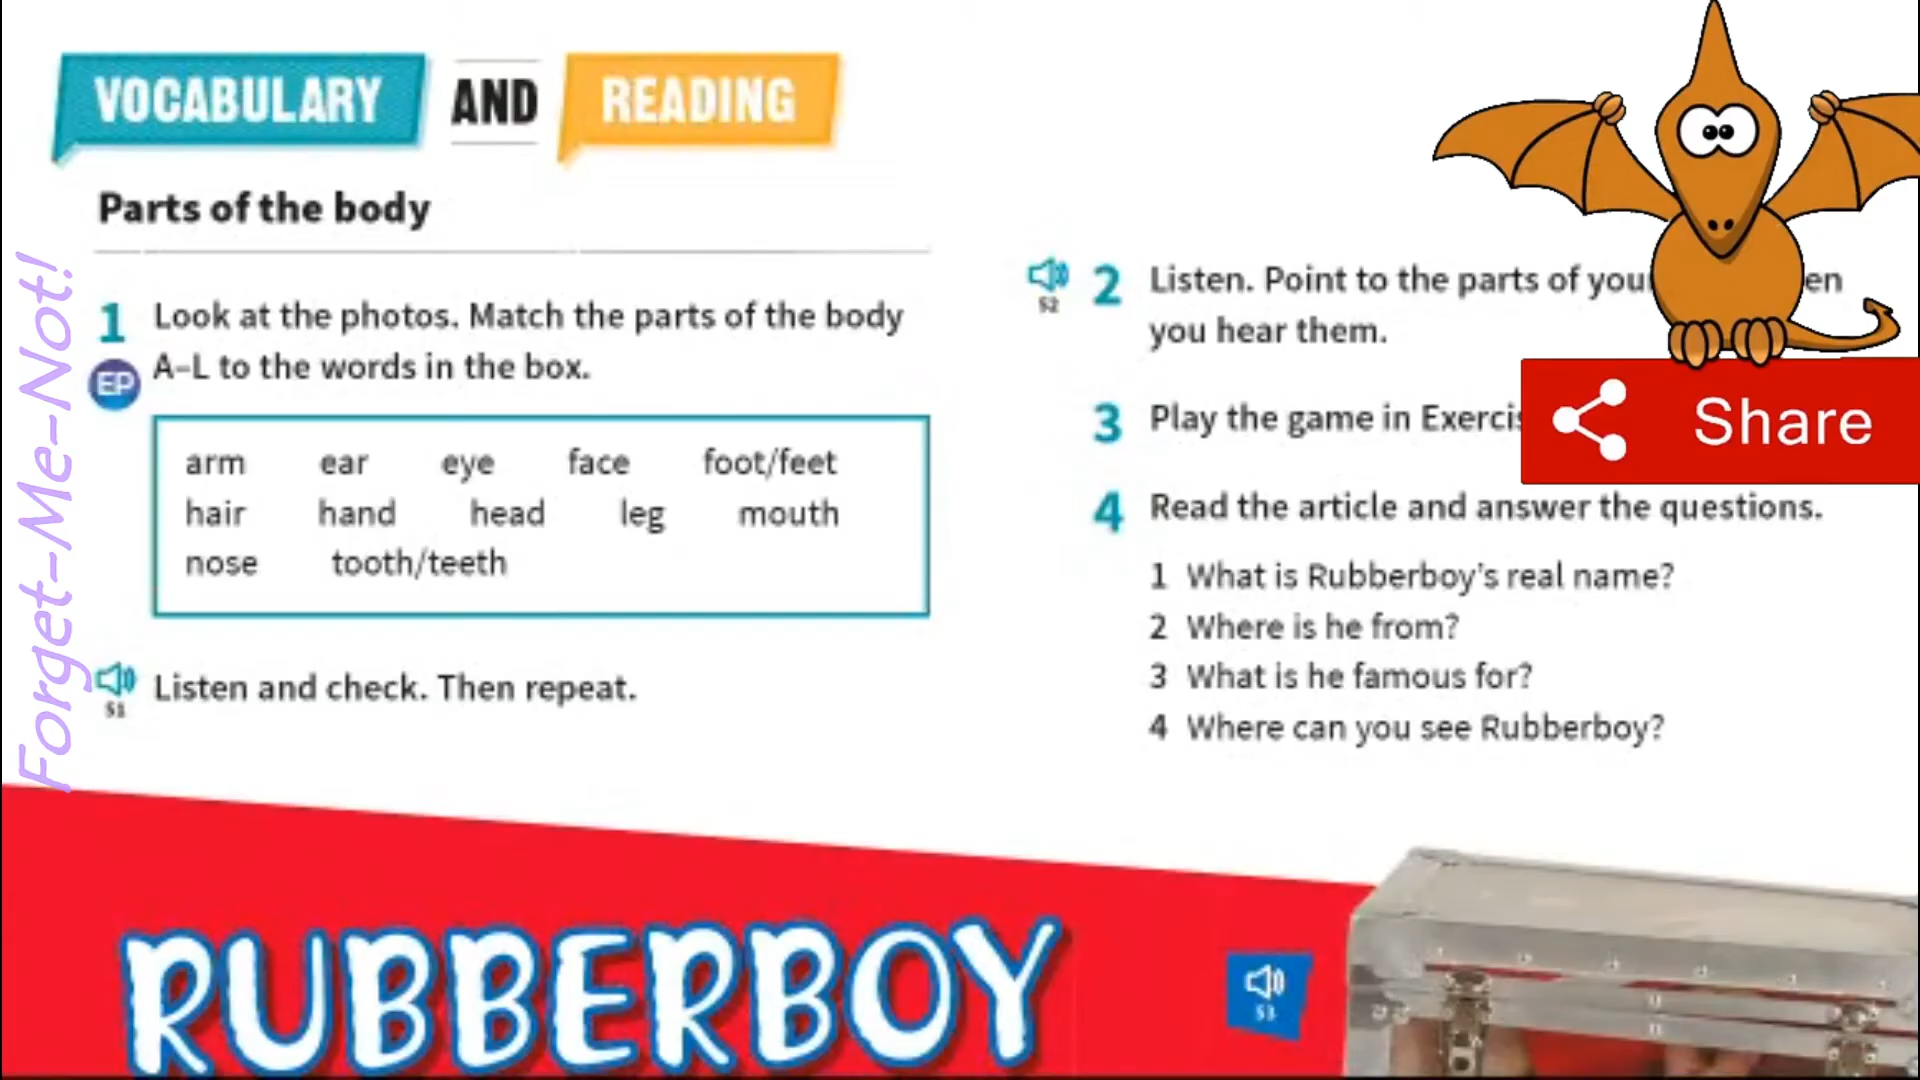 VOCABULARY AND READING
Parts of the body
1 Look at the photos. Match the parts of the body
EP A–L to the words in the box.
arm ear eye face foot/feet
hair hand head leg mouth
nose tooth/teeth
51 Listen and check. Then repeat.
52 2 Listen. Point to the parts of
you hear them.
3 Play the game in
4 Read the article and answer the questions.
1 What is Rubberboy's real name?
2 Where is he from?
3 What is he famous for?
4 Where can you see Rubberboy?
Share
Forget-Me-Not!
RUBBERBOY
53